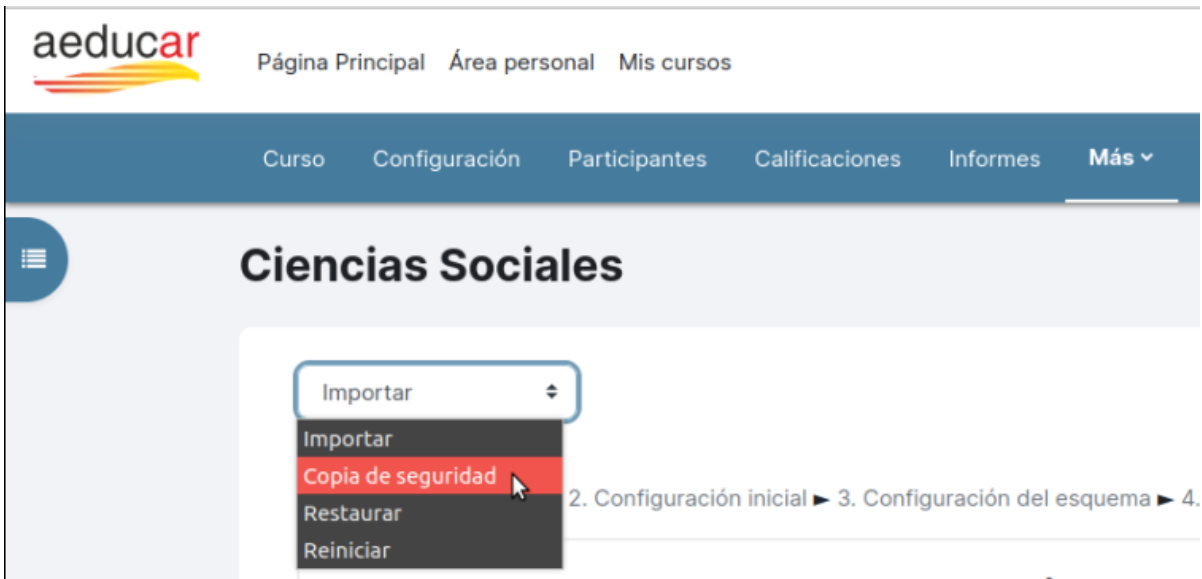 aeducar
Página Principal Área personal Mis cursos
Curso Configuración Participantes Calificaciones Informes Más
Ciencias Sociales
Importar
Importar
Copia de seguridad
2. Configuración inicial ► 3. Configuración del esquema ► 4.
Restaurar
Reiniciar